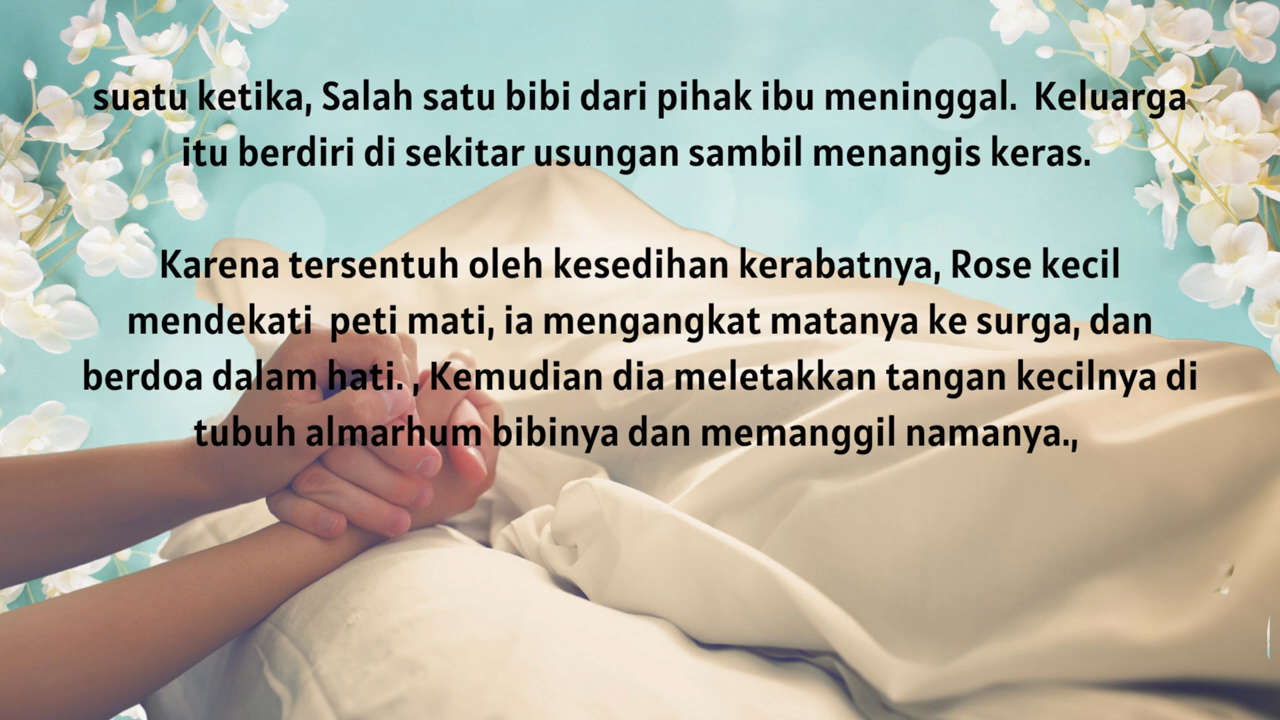 suatu ketika, Salah satu bibi dari pihak ibu meninggal.  Keluarga
itu berdiri di sekitar usungan sambil menangis keras.
Karena tersentuh oleh kesedihan kerabatnya, Rose kecil
mendekati  peti mati, ia mengangkat matanya ke surga, dan
berdoa dalam hati. , Kemudian dia meletakkan tangan kecilnya di
tubuh almarhum bibinya dan memanggil namanya.,